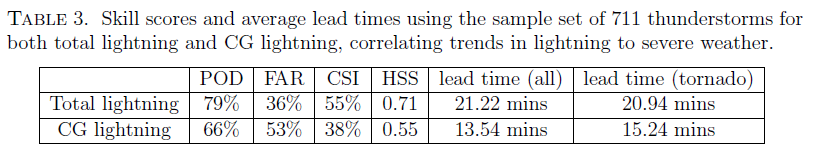 TABLE 3. Skill scores and average lead times using the sample set of 711 thunderstorms for
both total lightning and CG lightning, correlating trends in lightning to severe weather.
POD FAR CSI HSS lead time (all) lead time (tornado)
Total lightning 79% 36% 55% 0.71 21.22 mins 20.94 mins
CG lightning 66% 53% 38% 0.55 13.54 mins 15.24 mins